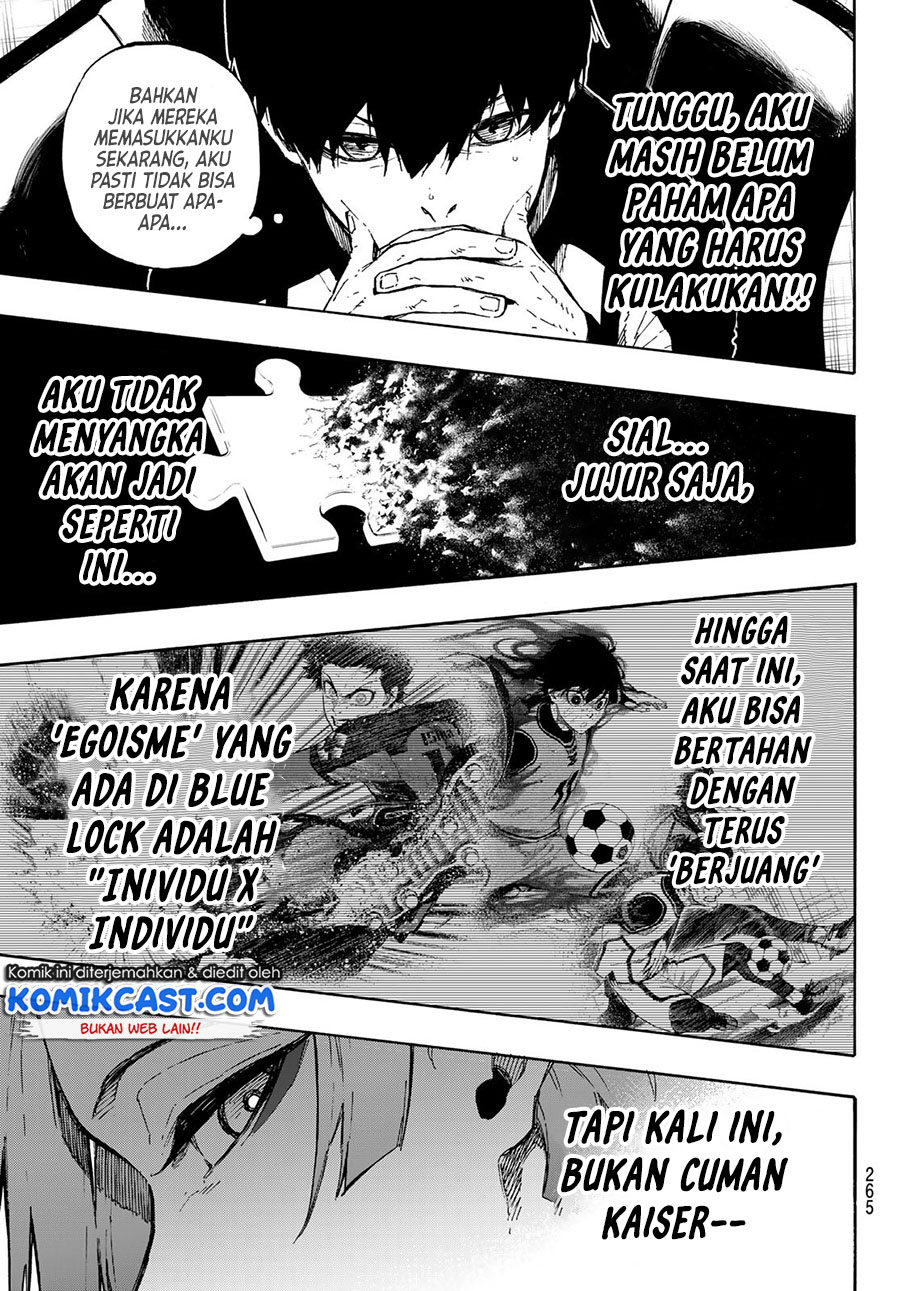 TUNGGU, AKU
MASIH BELUM
PAHAM APA
YANG HARUS
KULAKUKAN!!
BAHKAN
JIKA MEREKA
MEMASUKKANKU
SEKARANG, AKU
PASTI TIDAK BISA
BERBUAT APA-
APA...
SIAL...
JUJUR SAJA,
AKU TIDAK
MENYANGKA
AKAN JADI
SEPERTI
INI...
HINGGA
SAAT INI,
AKU BISA
BERTAHAN
DENGAN
TERUS
'BERJUANG'
KARENA
'EGOISME' YANG
ADA DI BLUE
LOCK ADALAH
"INIVIDU X
INDIVIDU"
Komik ini diterjemahkan & diedit oleh
KOMIKCAST.COM
BUKAN WEB LAIN!!
TAPI KALI INI,
BUKAN CUMAN
KAISER--
265